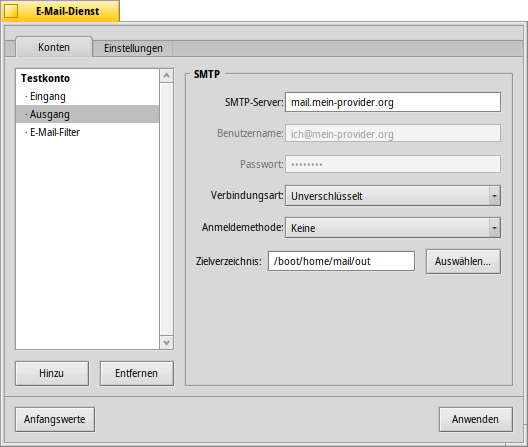 E-Mail-Dienst
Konten
Einstellungen
Testkonto
· Eingang
· Ausgang
· E-Mail-Filter
SMTP
SMTP-Server: mail.mein-provider.org
Benutzername: ich@mein-provider.org
Passwort: ••••••••
Verbindungsart: Unverschlüsselt
Anmeldemethode: Keine
Zielverzeichnis: /boot/home/mail/out Auswählen...
Hinzu
Entfernen
Anfangswerte
Anwenden